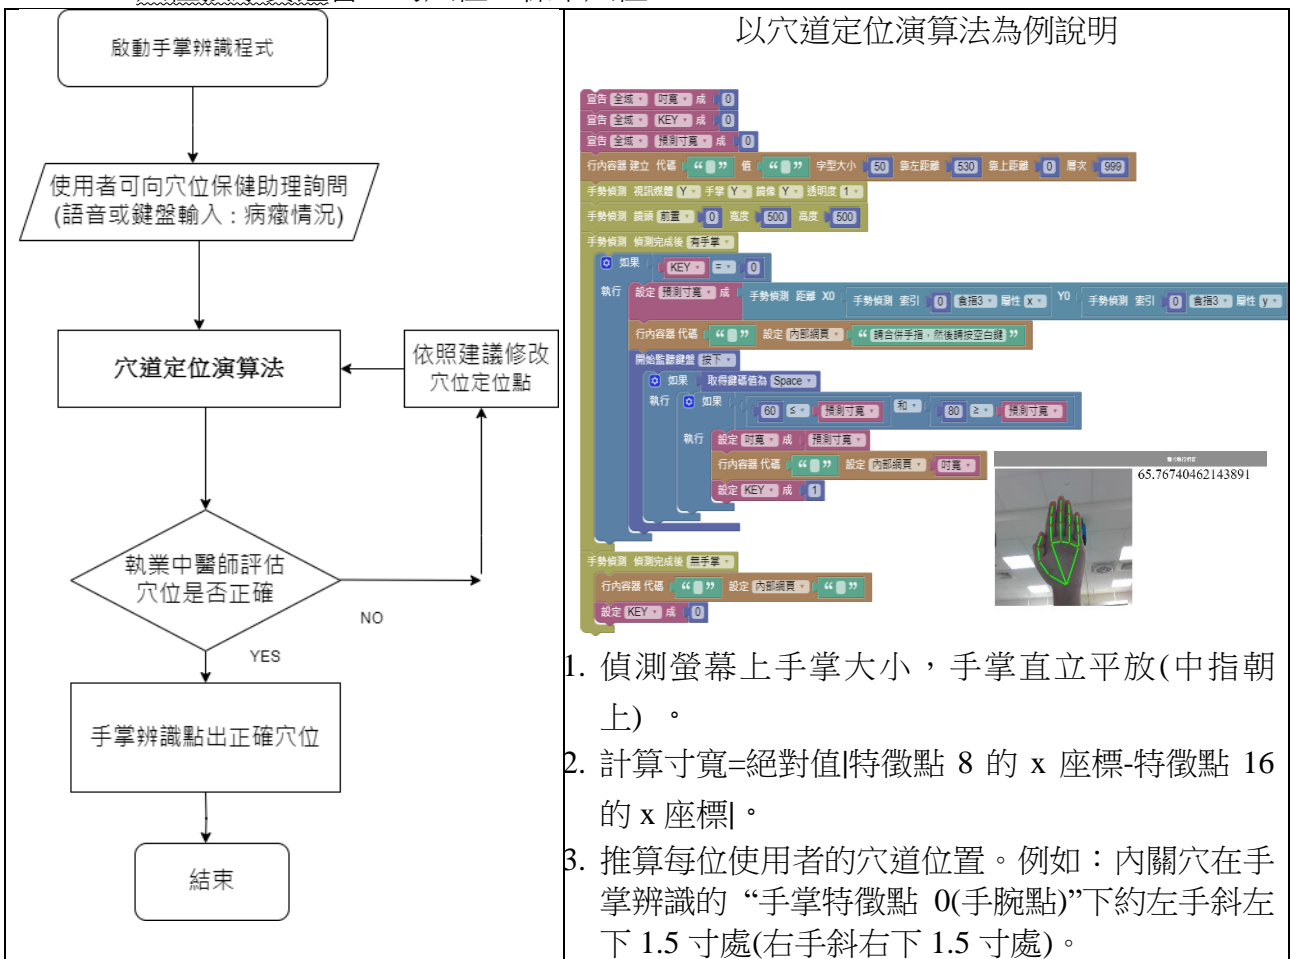 啟動手掌辨識程式
使用者可向穴位保健助理詢問
(語音或鍵盤輸入:病癥情況)
穴道定位演算法
依照建議修改
穴位定位點
執業中醫師評估
穴位是否正確
NO
YES
手掌辨識點出正確穴位
結束
以穴道定位演算法為例說明
宣告 全域 吋寬 成 0
宣告 全域 KEY 成 0
宣告 全域 預測寸寬 成 0
行內容器 建立 代碼 “ ” 值 “ ” 字型大小 50 靠左距離 530 靠上距離 0 層次 999
手勢偵測 視訊媒體 Y 手掌 Y 鏡像 Y 透明度 1
手勢偵測 鏡頭 前置 0 寬度 500 高度 500
手勢偵測 偵測完成後 有手掌
如果 KEY = 0
執行 設定 預測寸寬 成 手勢偵測 距離 X0 手勢偵測 索引 0 食指3 屬性 x Y0 手勢偵測 索引 0 食指3 屬性 y
行內容器 代碼 “ ” 設定 內部網頁 “ 請合併手指,然後請按空白鍵 ”
開始監聽鍵盤 按下
如果 取得鍵碼值為 Space
執行 如果 60 ≤ 預測寸寬 和 80 ≥ 預測寸寬
執行 設定 吋寬 成 預測寸寬
行內容器 代碼 “ ” 設定 內部網頁 吋寬
設定 KEY 成 1
65.76740462143891
手勢偵測 偵測完成後 無手掌
行內容器 代碼 “ ” 設定 內部網頁 “ ”
設定 KEY 成 0
1. 偵測螢幕上手掌大小,手掌直立平放(中指朝
上)。
2. 計算寸寬=絕對值|特徵點 8 的 x 座標-特徵點 16
的 x 座標|。
3. 推算每位使用者的穴道位置。例如:內關穴在手
掌辨識的 “手掌特徵點 0(手腕點)”下約左手斜左
下 1.5 寸處(右手斜右下 1.5 寸處)。